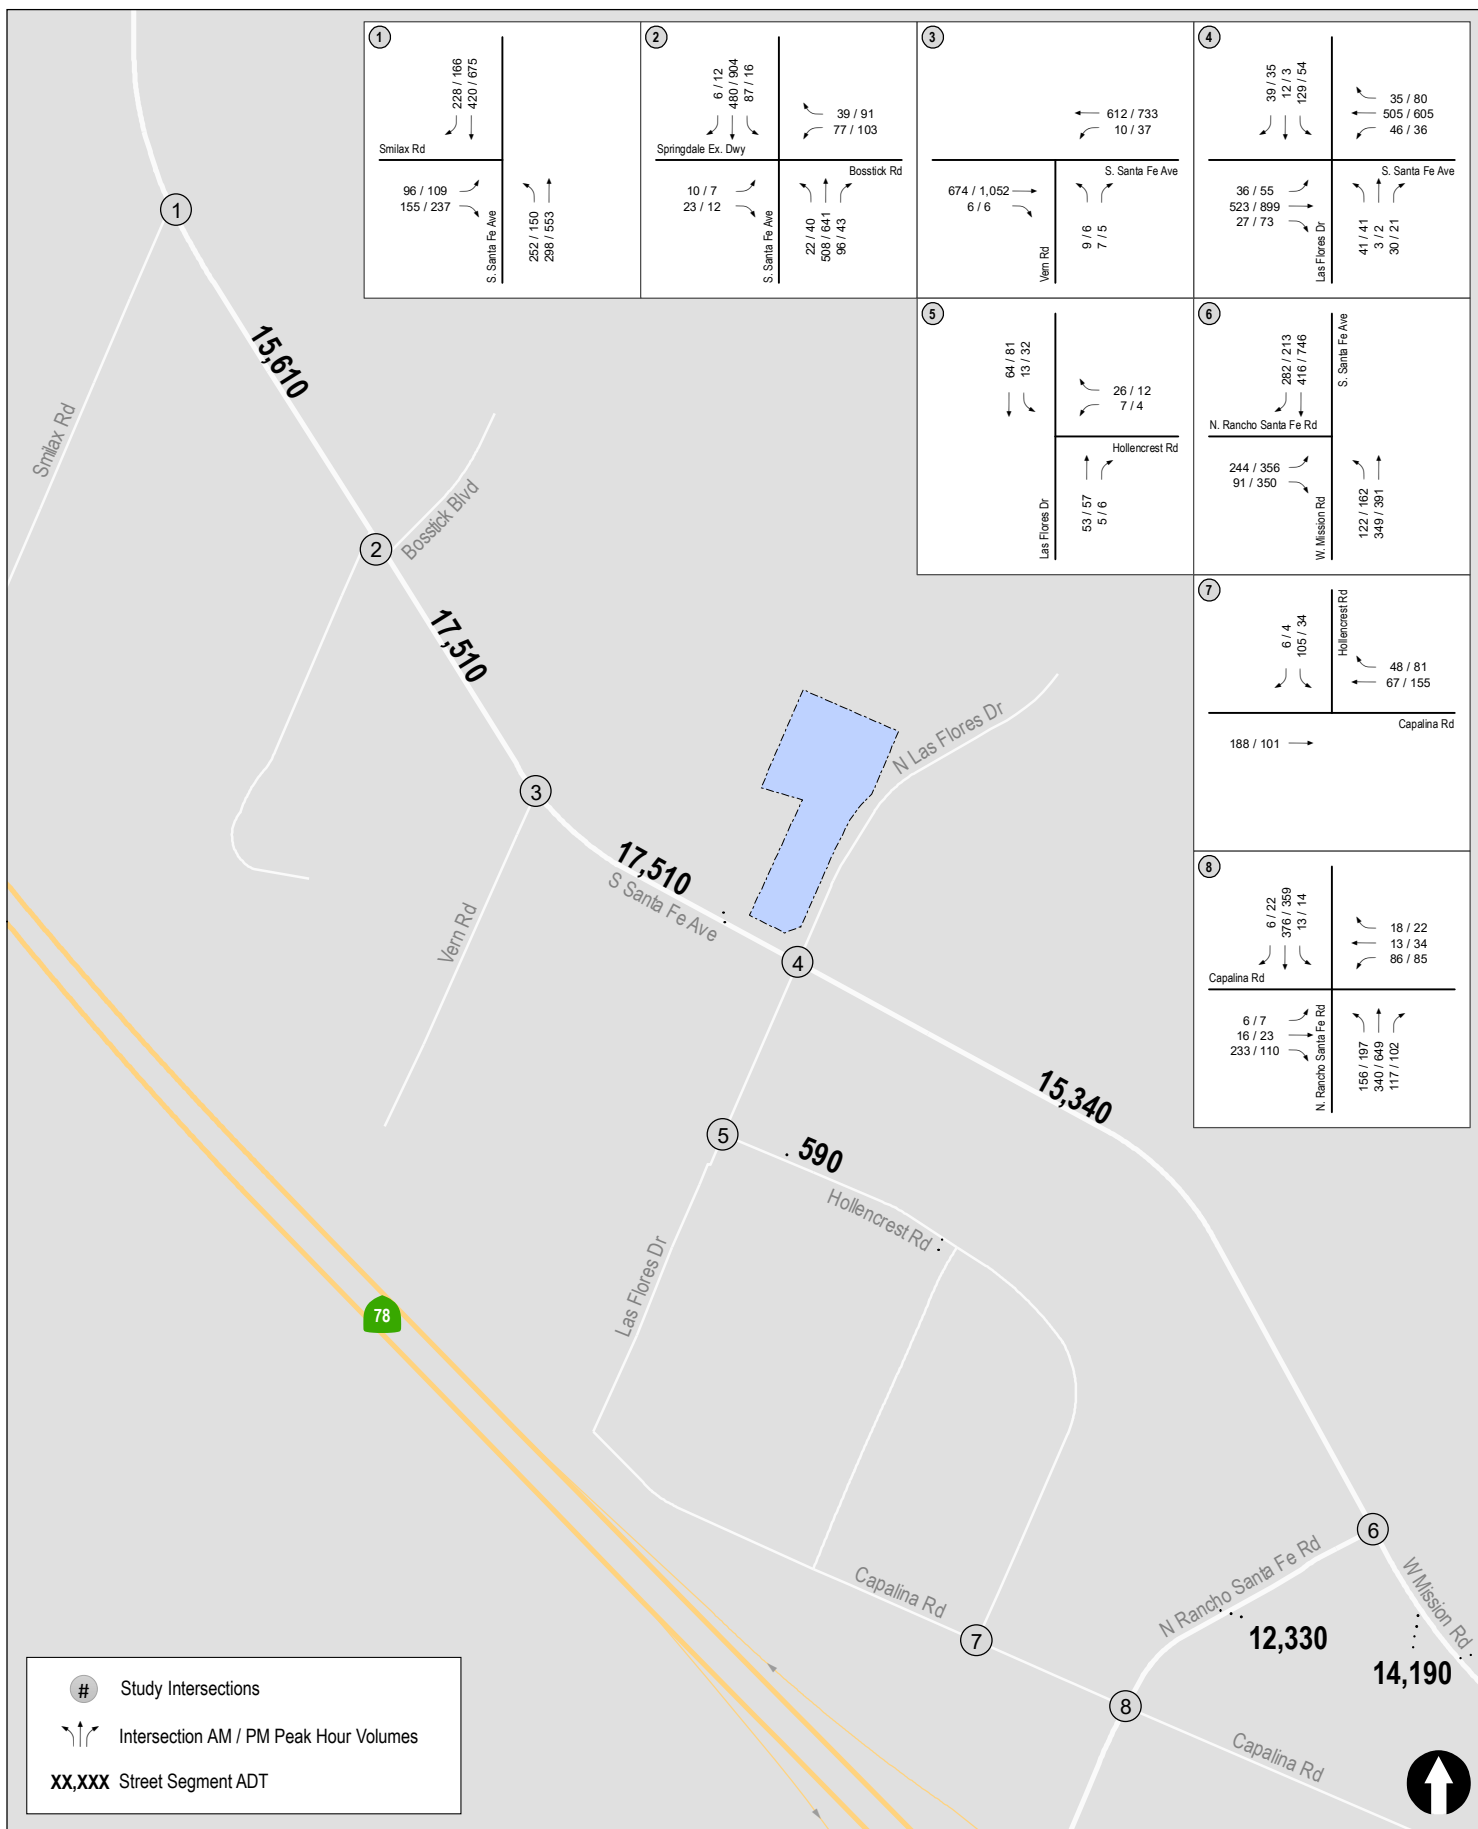 1
228 / 166
420 / 675
Smilax Rd
96 / 109
155 / 237
S. Santa Fe Ave
252 / 150
298 / 553
2
6 / 12
480 / 904
87 / 16
39 / 91
77 / 103
Springdale Ex. Dwy
Bosstick Rd
10 / 7
23 / 12
S. Santa Fe Ave
22 / 40
508 / 641
96 / 43
3
612 / 733
10 / 37
S. Santa Fe Ave
674 / 1,052
6 / 6
Vern Rd
9 / 6
7 / 5
4
39 / 35
12 / 3
129 / 54
35 / 80
505 / 605
46 / 36
S. Santa Fe Ave
36 / 55
523 / 899
27 / 73
Las Flores Dr
41 / 41
3 / 2
30 / 21
5
64 / 81
13 / 32
26 / 12
7 / 4
Hollencrest Rd
Las Flores Dr
53 / 57
5 / 6
6
282 / 213
416 / 746
S. Santa Fe Ave
N. Rancho Santa Fe Rd
244 / 356
91 / 350
W. Mission Rd
122 / 162
349 / 391
7
6 / 4
105 / 34
Hollencrest Rd
48 / 81
67 / 155
Capalina Rd
188 / 101
8
6 / 22
376 / 359
13 / 14
18 / 22
13 / 34
86 / 85
Capalina Rd
6 / 7
16 / 23
233 / 110
N. Rancho Santa Fe Rd
156 / 197
340 / 649
117 / 102
1
15,610
Smilax Rd
2
Bosstick Blvd
17,510
3
N Las Flores Dr
17,510
S Santa Fe Ave
Vern Rd
4
15,340
5
590
Hollencrest Rd
Las Flores Dr
78
6
N Rancho Santa Fe Rd
W Mission Rd
Capalina Rd
7
12,330
14,190
8
Capalina Rd
# Study Intersections
Intersection AM / PM Peak Hour Volumes
XX,XXX Street Segment ADT